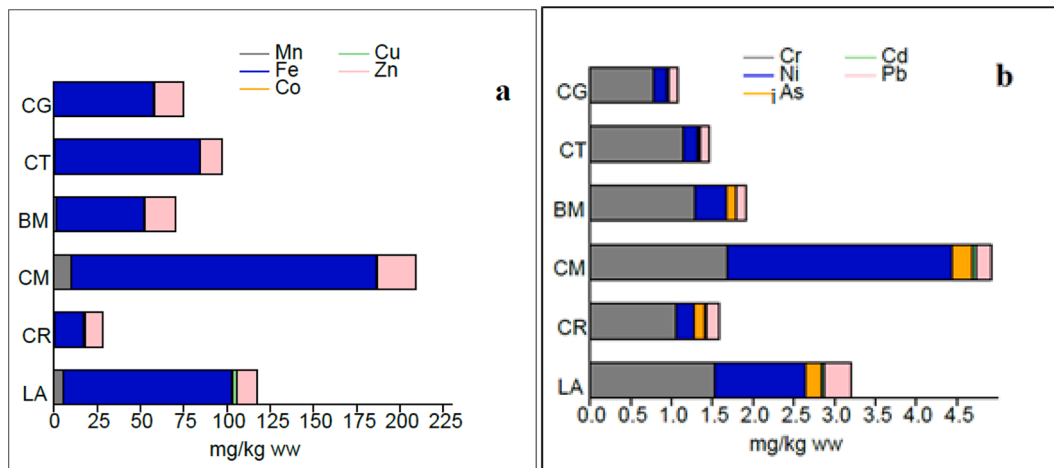 Mn Cu
Fe Zn
Co
a
CG
CT
BM
CM
CR
LA
0 25 50 75 100 125 150 175 200 225
mg/kg ww
Cr Cd
Ni Pb
As
b
CG
CT
BM
CM
CR
LA
0.0 0.5 1.0 1.5 2.0 2.5 3.0 3.5 4.0 4.5
mg/kg ww